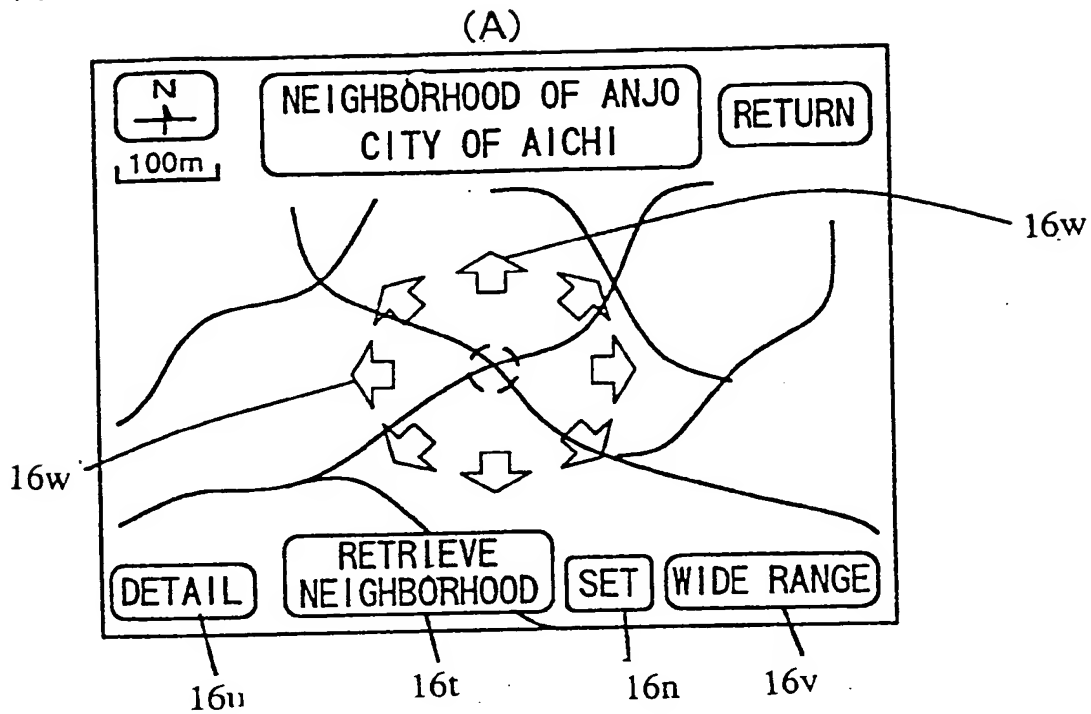 (A)
N
NEIGHBORHOOD OF ANJO
CITY OF AICHI
RETURN
100m
16w
16w
DETAIL
RETRIEVE
NEIGHBORHOOD
SET
WIDE RANGE
16u
16t
16n
16v